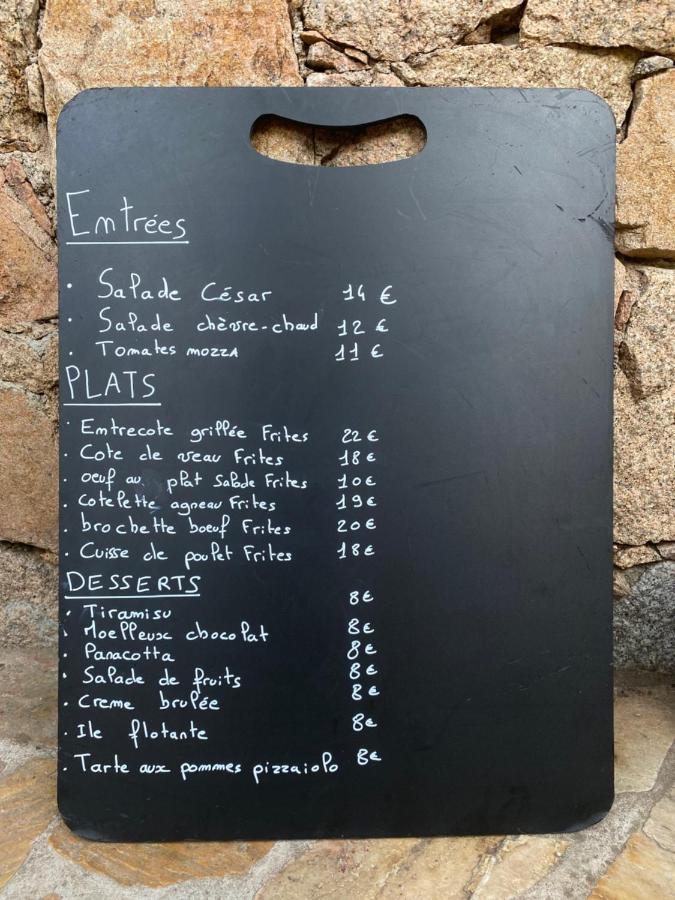 Entrées
• Salade César 14 €
• Salade chèvre-chaud 12 €
• Tomates mozza 11 €
PLATS
• Entrecote grillée Frites 22 €
• Cote de veau Frites 18 €
• oeuf au plat Salade Frites 10 €
• Cotelette agneau Frites 19 €
• brochette boeuf Frites 20 €
• Cuisse de poulet Frites 18 €
DESSERTS
• Tiramisu 8 €
• Moelleux chocolat 8 €
• Panacotta 8 €
• Salade de fruits 8 €
• Creme brulée 8 €
• Ile flotante 8 €
• Tarte aux pommes pizzaiolo 8 €